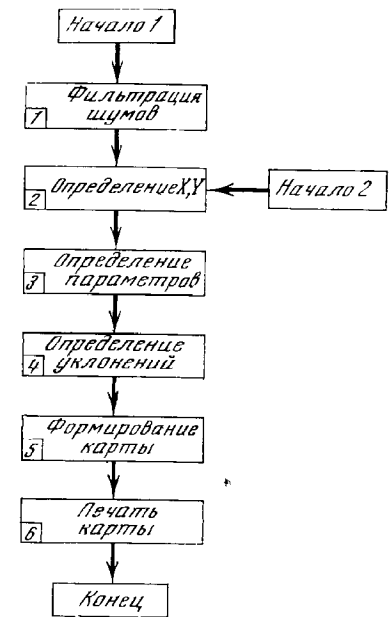 Начало 1
Фильтрация
1 шумов
2 Определение X,Y
Начало 2
Определение
3 параметров
Определение
4 уклонений
Формирование
5 карты
Печать
6 карты
Конец